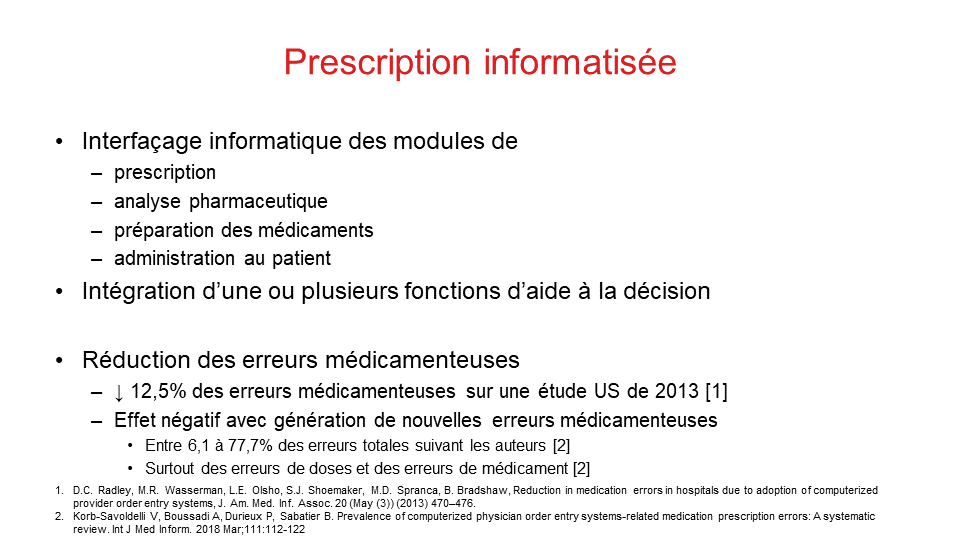 Prescription informatisée
• Interfaçage informatique des modules de
– prescription
– analyse pharmaceutique
– préparation des médicaments
– administration au patient
• Intégration d’une ou plusieurs fonctions d’aide à la décision
• Réduction des erreurs médicamenteuses
– ↓ 12,5% des erreurs médicamenteuses sur une étude US de 2013 [1]
– Effet négatif avec génération de nouvelles erreurs médicamenteuses
• Entre 6,1 à 77,7% des erreurs totales suivant les auteurs [2]
• Surtout des erreurs de doses et des erreurs de médicament [2]
1. D.C. Radley, M.R. Wasserman, L.E. Olsho, S.J. Shoemaker, M.D. Spranca, B. Bradshaw, Reduction in medication errors in hospitals due to adoption of computerized
provider order entry systems, J. Am. Med. Inf. Assoc. 20 (May (3)) (2013) 470–476.
2. Korb-Savoldelli V, Boussadi A, Durieux P, Sabatier B. Prevalence of computerized physician order entry systems-related medication prescription errors: A systematic
review. Int J Med Inform. 2018 Mar;111:112-122